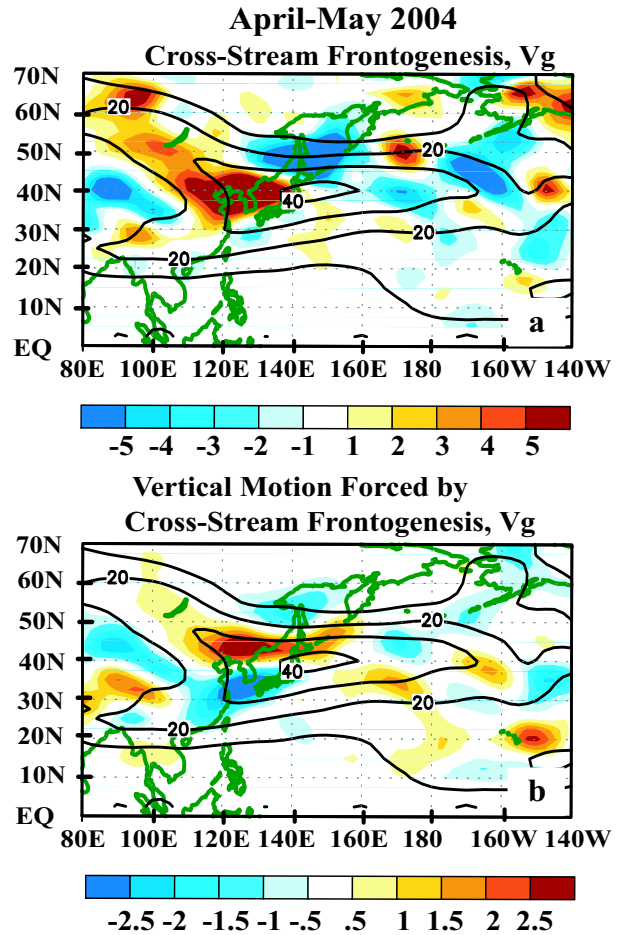 April-May 2004
Cross-Stream Frontogenesis, Vg
70N
60N
50N
40N
30N
20N
10N
EQ
20
20
40
20
20
a
80E 100E 120E 140E 160E 180 160W 140W
-5 -4 -3 -2 -1 1 2 3 4 5
Vertical Motion Forced by
Cross-Stream Frontogenesis, Vg
70N
60N
50N
40N
30N
20N
10N
EQ
20
20
40
20
20
b
80E 100E 120E 140E 160E 180 160W 140W
-2.5 -2 -1.5 -1 -.5 .5 1 1.5 2 2.5